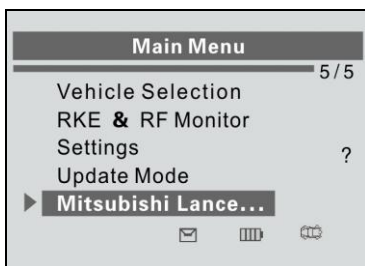 Main Menu
5/5
Vehicle Selection
RKE & RF Monitor
Settings
?
Update Mode
Mitsubishi Lance...